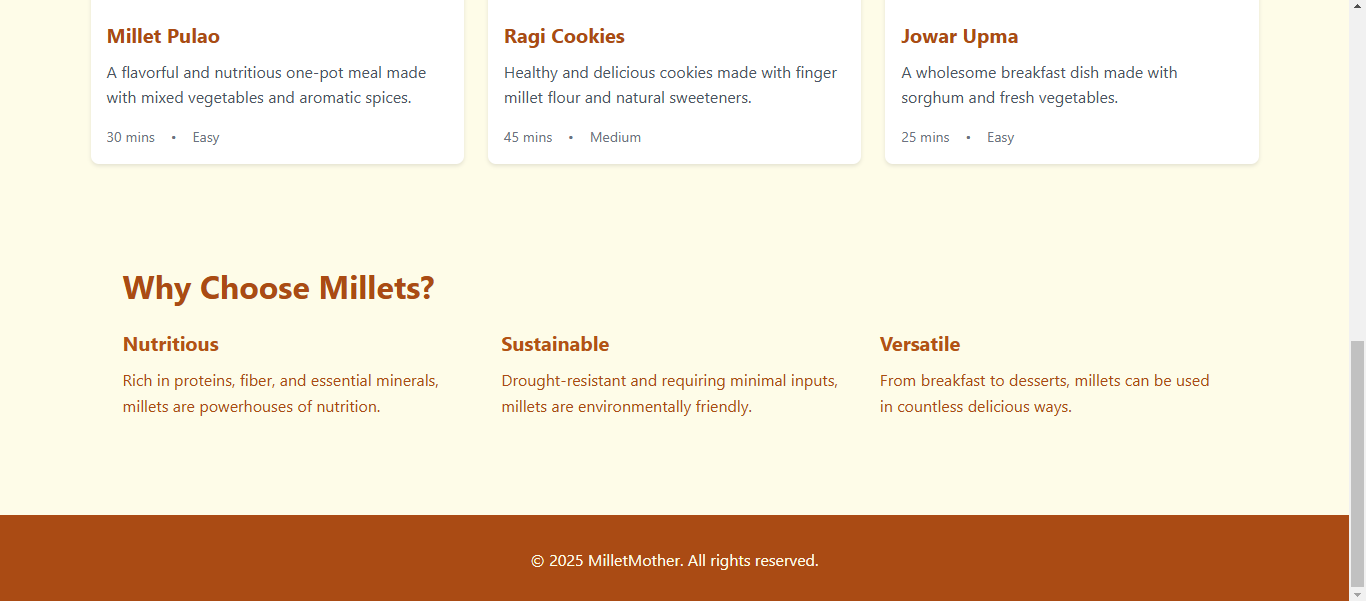 Millet Pulao
A flavorful and nutritious one-pot meal made
with mixed vegetables and aromatic spices.
30 mins • Easy
Ragi Cookies
Healthy and delicious cookies made with finger
millet flour and natural sweeteners.
45 mins • Medium
Jowar Upma
A wholesome breakfast dish made with
sorghum and fresh vegetables.
25 mins • Easy
Why Choose Millets?
Nutritious
Rich in proteins, fiber, and essential minerals,
millets are powerhouses of nutrition.
Sustainable
Drought-resistant and requiring minimal inputs,
millets are environmentally friendly.
Versatile
From breakfast to desserts, millets can be used
in countless delicious ways.
© 2025 MilletMother. All rights reserved.